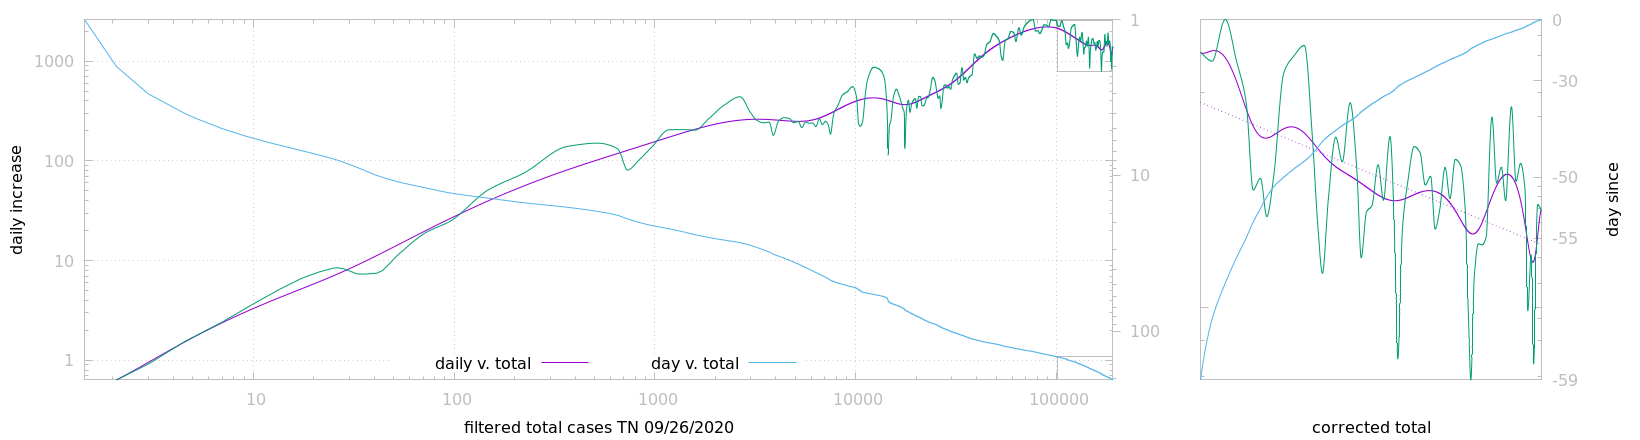 daily increase
1000
100
10
1
1
10
100
daily v. total
day v. total
10
100
1000
10000
100000
filtered total cases TN 09/26/2020
0
-30
-50
-55
-59
day since
corrected total